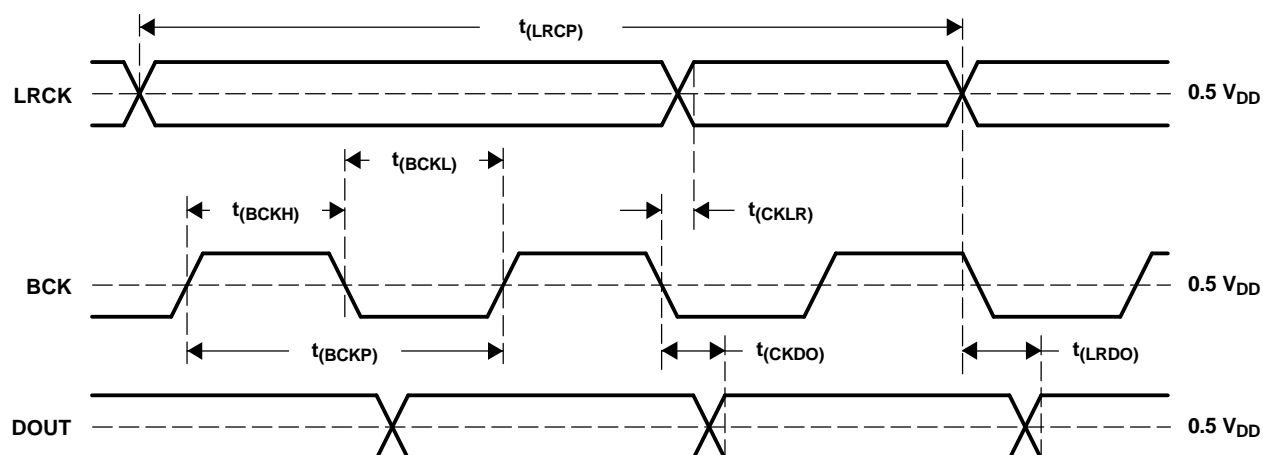 t(LRCP)
LRCK
0.5 VDD
t(BCKL)
t(BCKH)
t(CKLR)
BCK
0.5 VDD
t(BCKP)
t(CKDO)
t(LRDO)
DOUT
0.5 VDD